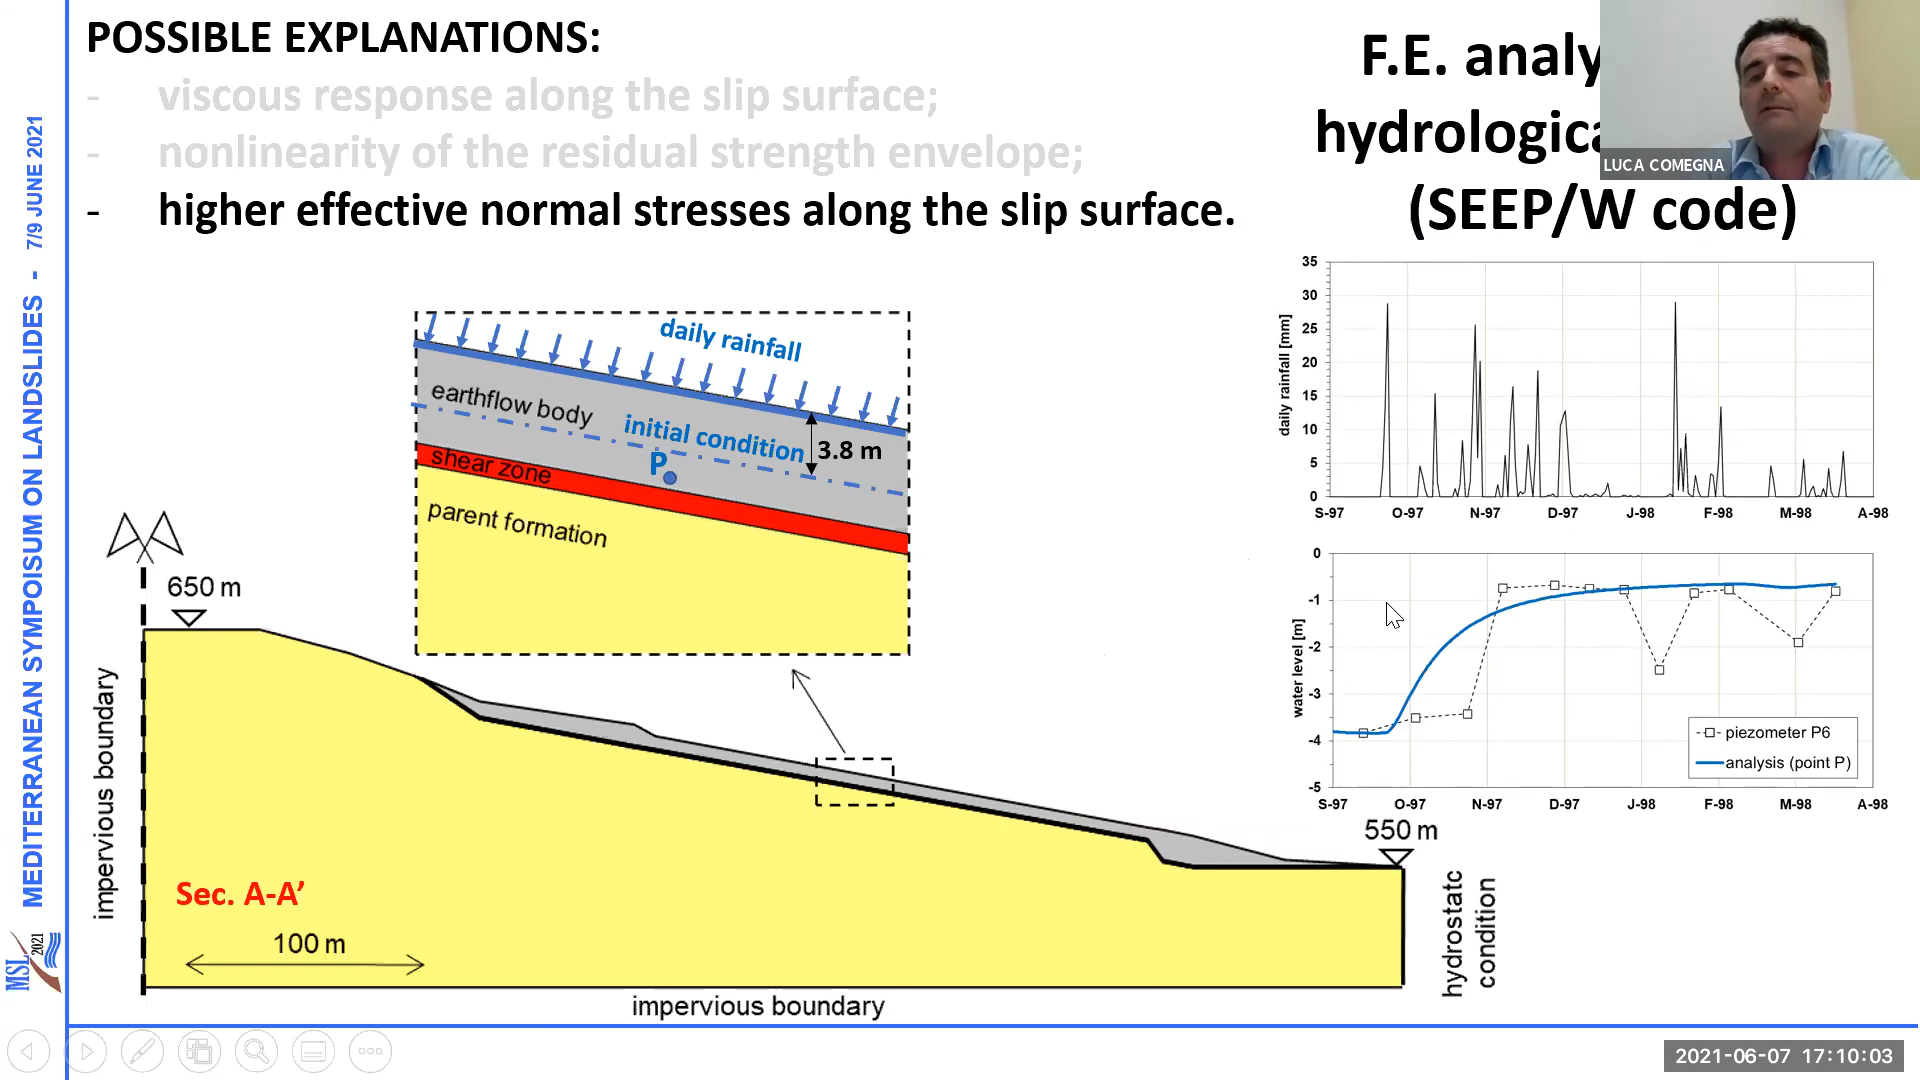 POSSIBLE EXPLANATIONS:
- viscous response along the slip surface;
- nonlinearity of the residual strength envelope;
- higher effective normal stresses along the slip surface.
F.E. analy
hydrologica
(SEEP/W code)
LUCA COMEGNA
MEDITERRANEAN SYMPOISUM ON LANDSLIDES - 7/9 JUNE 2021
MSL 2021
daily rainfall
earthflow body
initial condition
3.8 m
P
shear zone
parent formation
650 m
impervious boundary
Sec. A-A’
100 m
impervious boundary
550 m
hydrostatc
condition
daily rainfall [mm]
35
30
25
20
15
10
5
0
S-97 O-97 N-97 D-97 J-98 F-98 M-98 A-98
water level [m]
0
-1
-2
-3
-4
-5
piezometer P6
analysis (point P)
S-97 O-97 N-97 D-97 J-98 F-98 M-98 A-98
2021-06-07 17:10:03